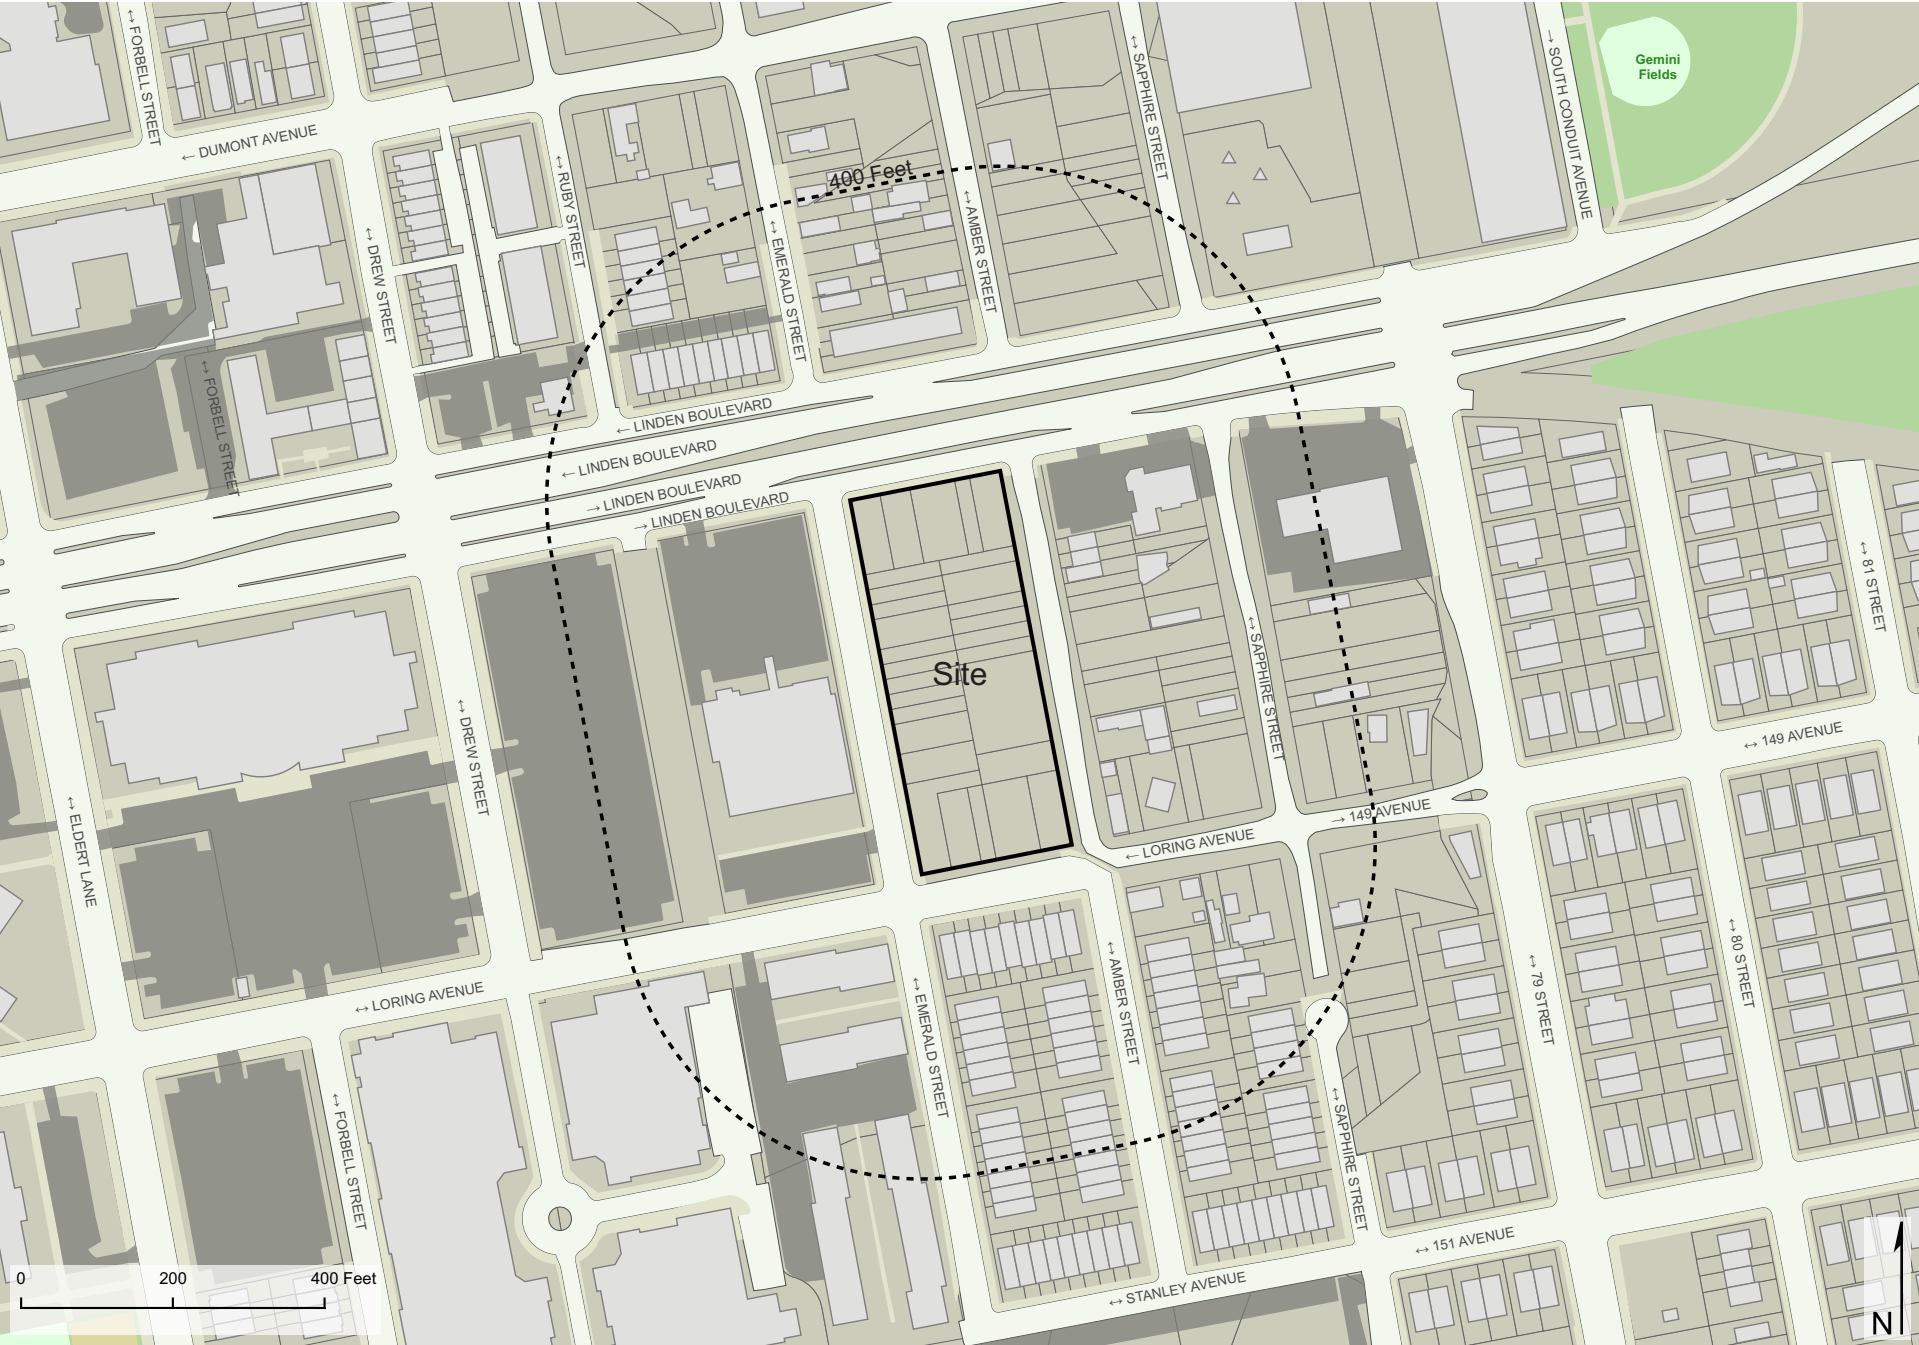 ↔ FORBELL STREET
← DUMONT AVENUE
↔ SAPPHIRE STREET
→ SOUTH CONDUIT AVENUE
Gemini
Fields
↔ RUBY STREET
400 Feet
↔ DREW STREET
↔ EMERALD STREET
↔ AMBER STREET
↔ FORBELL STREET
← LINDEN BOULEVARD
← LINDEN BOULEVARD
→ LINDEN BOULEVARD
→ LINDEN BOULEVARD
↔ 81 STREET
Site
↔ SAPPHIRE STREET
↔ DREW STREET
↔ 149 AVENUE
↔ ELDERT LANE
→ 149 AVENUE
← LORING AVENUE
↔ LORING AVENUE
↔ EMERALD STREET
↔ AMBER STREET
↔ 79 STREET
↔ 80 STREET
↔ FORBELL STREET
↔ SAPPHIRE STREET
↔ 151 AVENUE
↔ STANLEY AVENUE
0 200 400 Feet
N